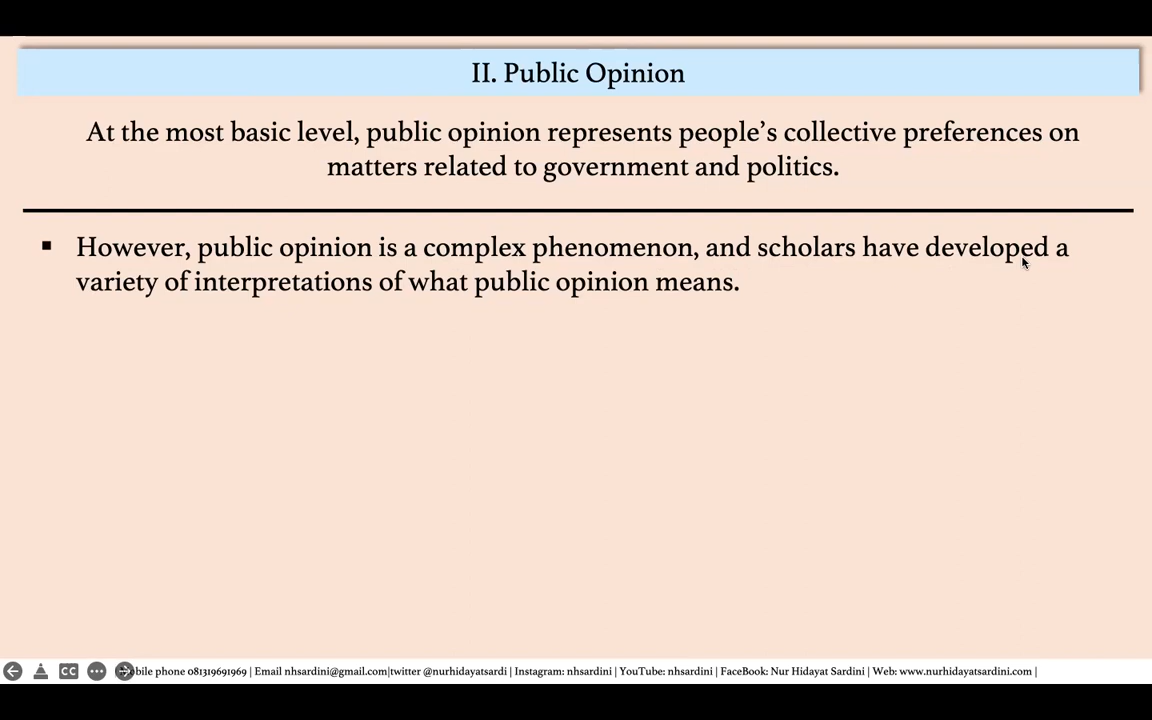 II. Public Opinion
At the most basic level, public opinion represents people’s collective preferences on
matters related to government and politics.
▪ However, public opinion is a complex phenomenon, and scholars have developed a
variety of interpretations of what public opinion means.
CC
phone 081319691969 | Email nhsardini@gmail.com|twitter @nurhidayatsardi | Instagram: nhsardini | YouTube: nhsardini | FaceBook: Nur Hidayat Sardini | Web: www.nurhidayatsardini.com |